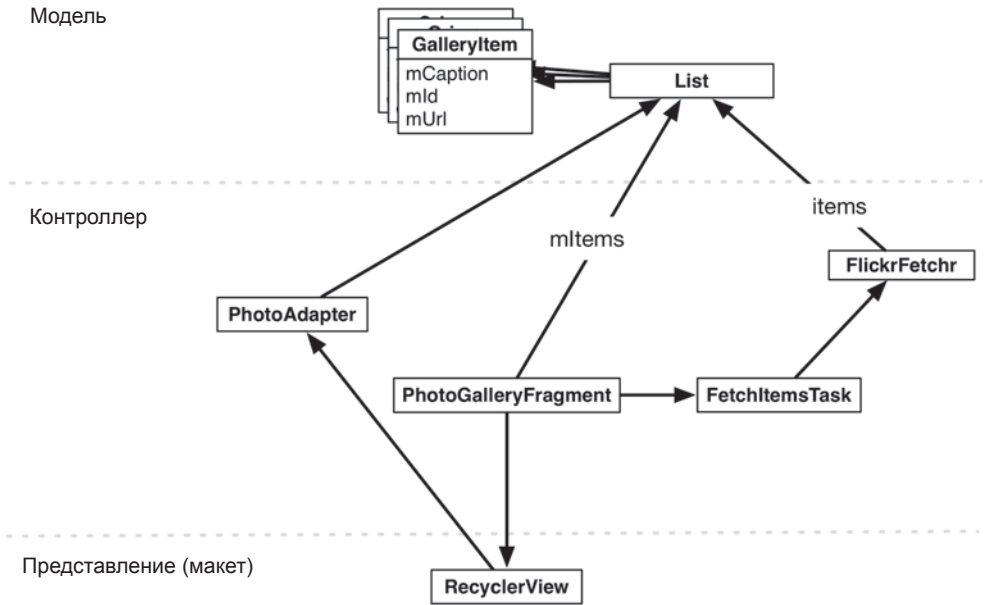 Модель
GalleryItem
mCaption
mId
mUrl
List
Контроллер
items
mItems
FlickrFetchr
PhotoAdapter
PhotoGalleryFragment
FetchItemsTask
Представление (макет)
RecyclerView